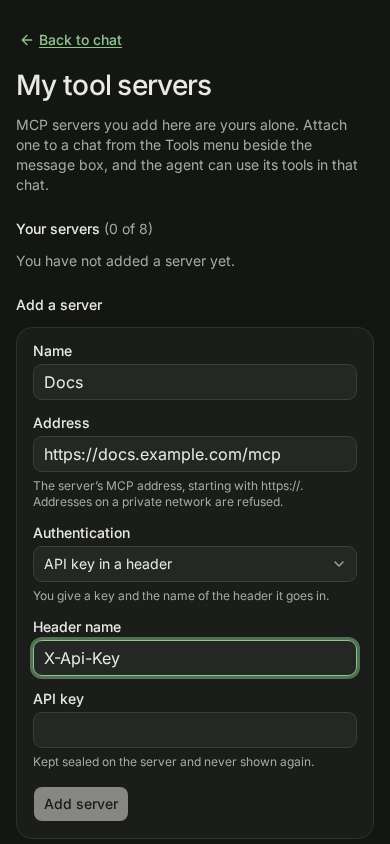 ← Back to chat
My tool servers
MCP servers you add here are yours alone. Attach
one to a chat from the Tools menu beside the
message box, and the agent can use its tools in that
chat.
Your servers (0 of 8)
You have not added a server yet.
Add a server
Name
Docs
Address
https://docs.example.com/mcp
The server’s MCP address, starting with https://.
Addresses on a private network are refused.
Authentication
API key in a header
You give a key and the name of the header it goes in.
Header name
X-Api-Key
API key
Kept sealed on the server and never shown again.
Add server